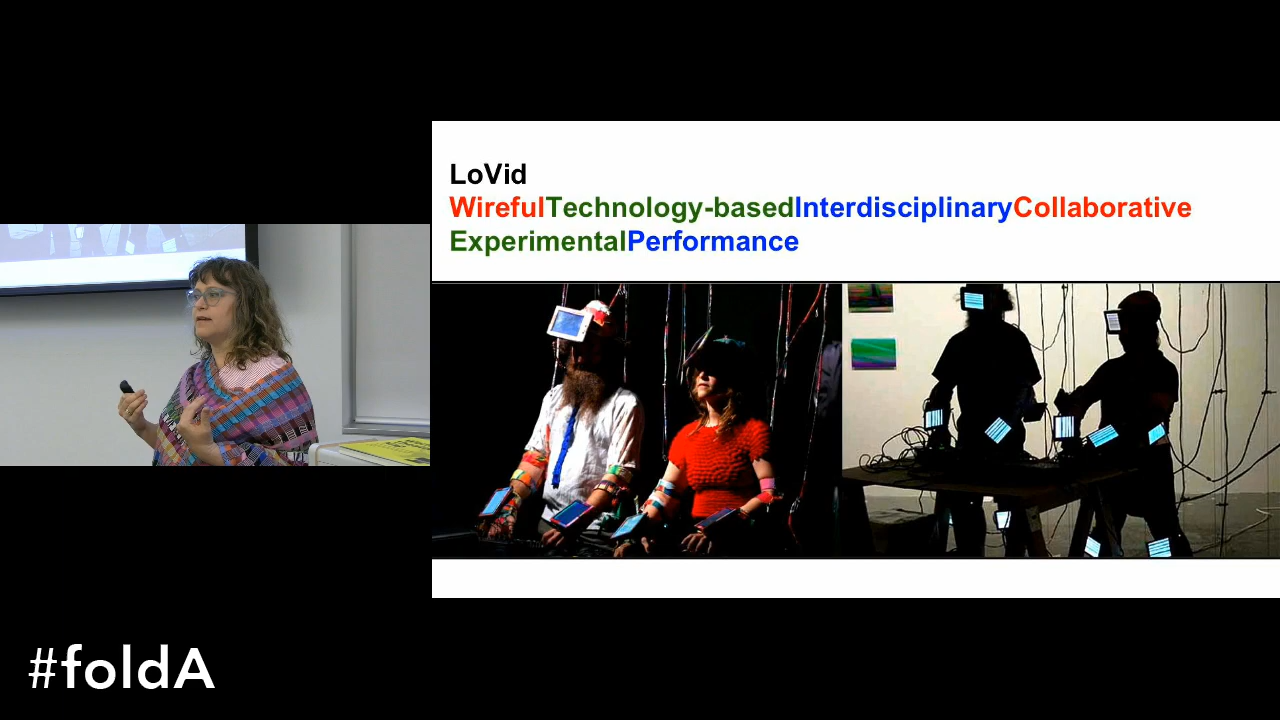 LoVid
WirefulTechnology-basedInterdisciplinaryCollaborative
ExperimentalPerformance
#foldA